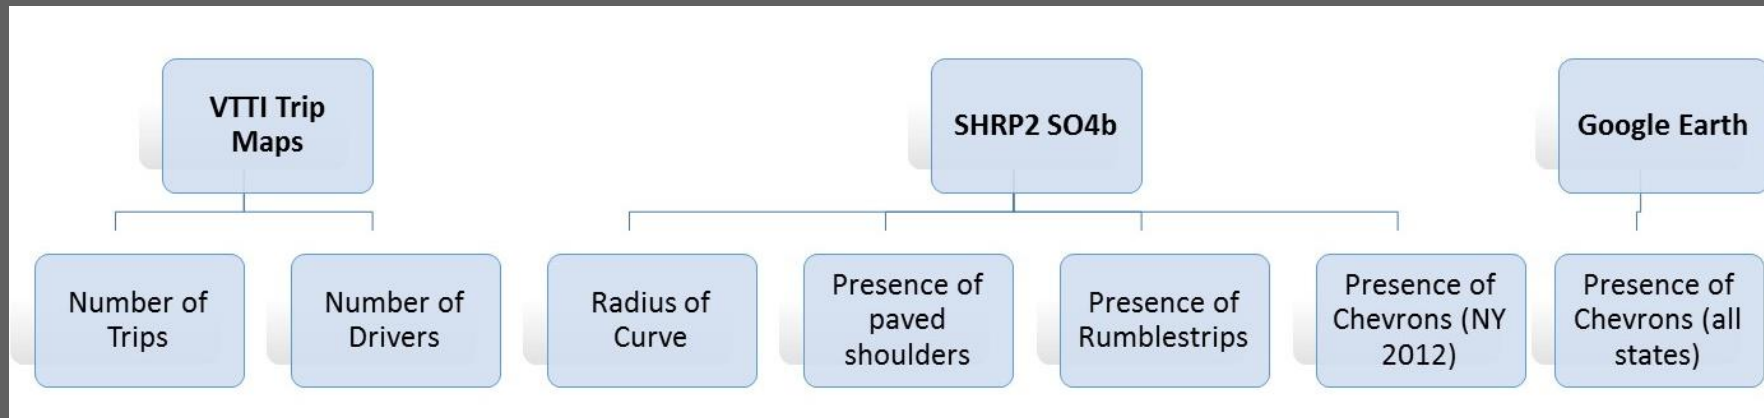 VTTI Trip
Maps
SHRP2 SO4b
Google Earth
Number of
Trips
Number of
Drivers
Radius of
Curve
Presence of
paved
shoulders
Presence of
Rumblestrips
Presence of
Chevrons (NY
2012)
Presence of
Chevrons (all
states)